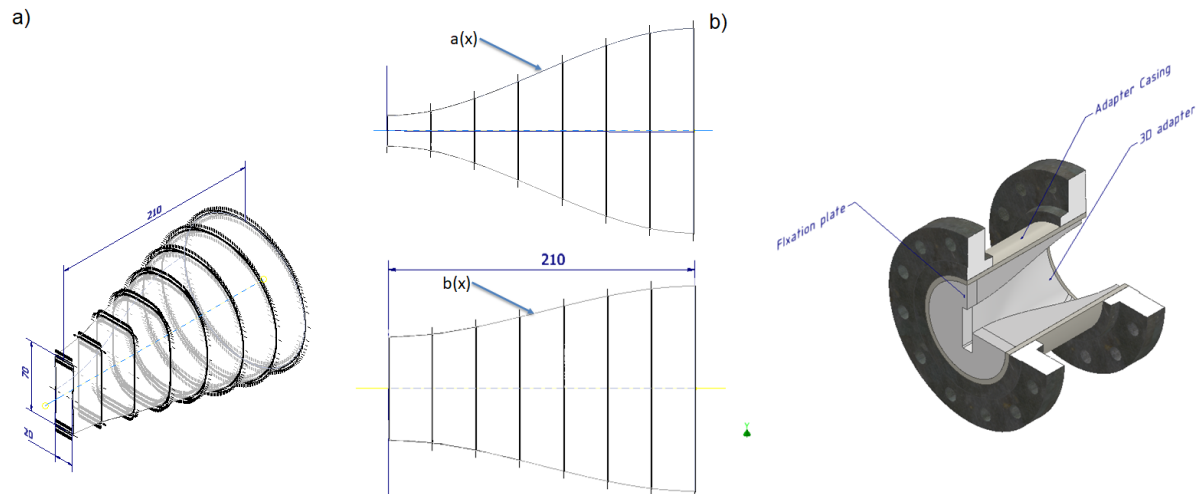 a)
b)
a(x)
210
70
20
210
b(x)
Y
Adapter Casing
3D adapter
FIxation plate